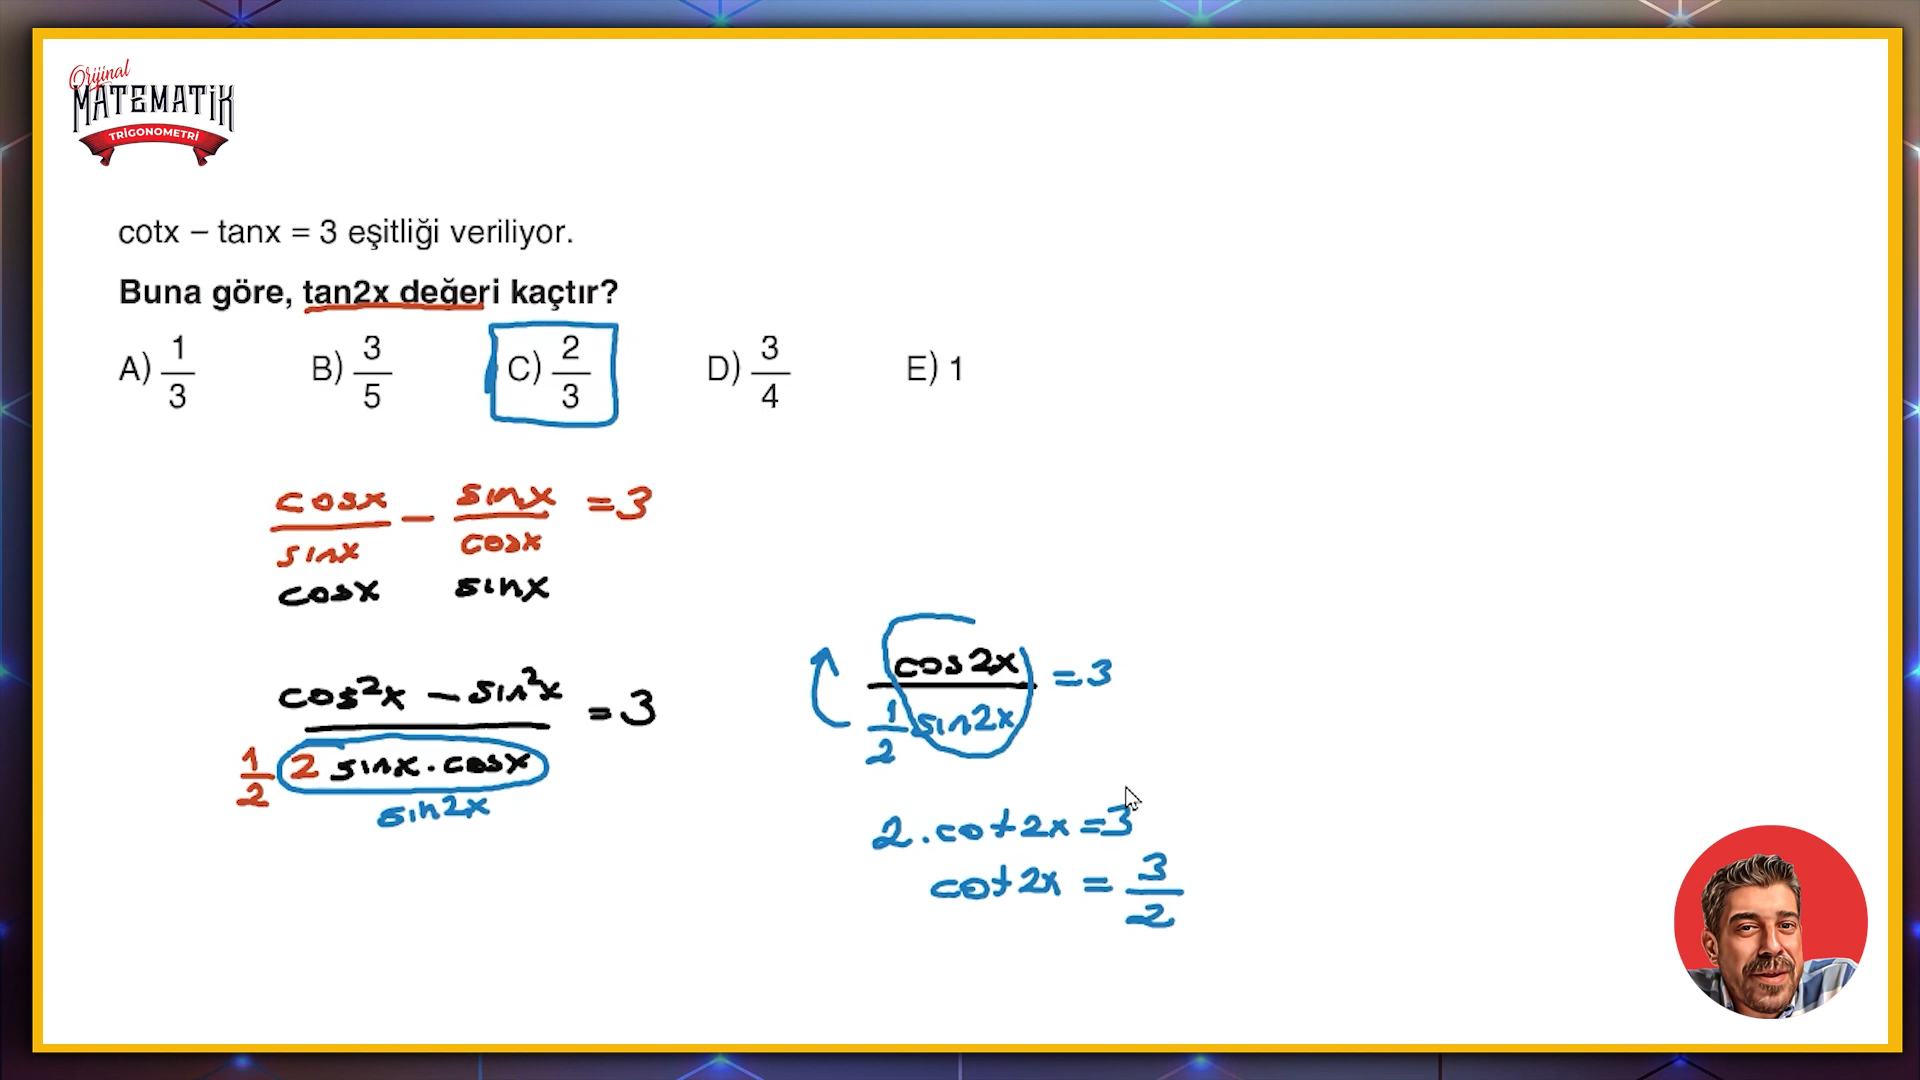 Orijinal
MATEMATİK
TRİGONOMETRİ
cotx – tanx = 3 eşitliği veriliyor.
Buna göre, tan2x değeri kaçtır?
A) 1/3 B) 3/5 C) 2/3 D) 3/4 E) 1
cosx/sinx – sinx/cosx = 3
cosx sinx
cos²x – sin²x / 1/2 2 sinx . cosx = 3
sin2x
cos2x / 1/2 sin2x = 3
2 . cot2x = 3
cot2x = 3/2